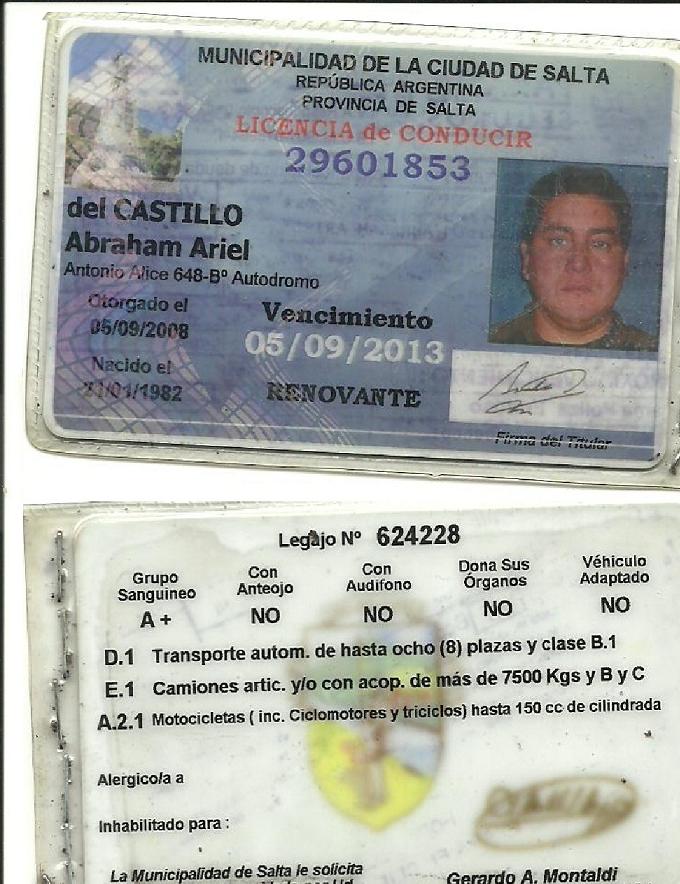 MUNICIPALIDAD DE LA CIUDAD DE SALTA
REPÚBLICA ARGENTINA
PROVINCIA DE SALTA
LICENCIA de CONDUCIR
29601853
del CASTILLO
Abraham Ariel
Antonio Alice 648-Bº Autodromo
Otorgado el
05/09/2008
Vencimiento
05/09/2013
Nacido el
/01/1982
RENOVANTE
Firma del Titular
Legajo Nº 624228
Grupo Sanguineo
Con Anteojo
Con Audifono
Dona Sus Órganos
Véhiculo Adaptado
A + NO NO NO NO
D.1 Transporte autom. de hasta ocho (8) plazas y clase B.1
E.1 Camiones artic. y/o con acop. de más de 7500 Kgs y B y C
A.2.1 Motocicletas ( inc. Ciclomotores y triciclos) hasta 150 cc de cilindrada
Alergico/a a
Inhabilitado para :
La Municipalidad de Salta le solicita
Gerardo A. Montaldi